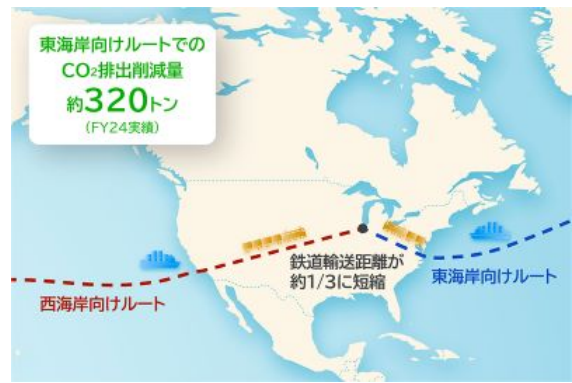 東海岸向けルートでの
CO₂排出削減量
約320トン
(FY24実績)
鉄道輸送距離が
約1/3に短縮
東海岸向けルート
西海岸向けルート